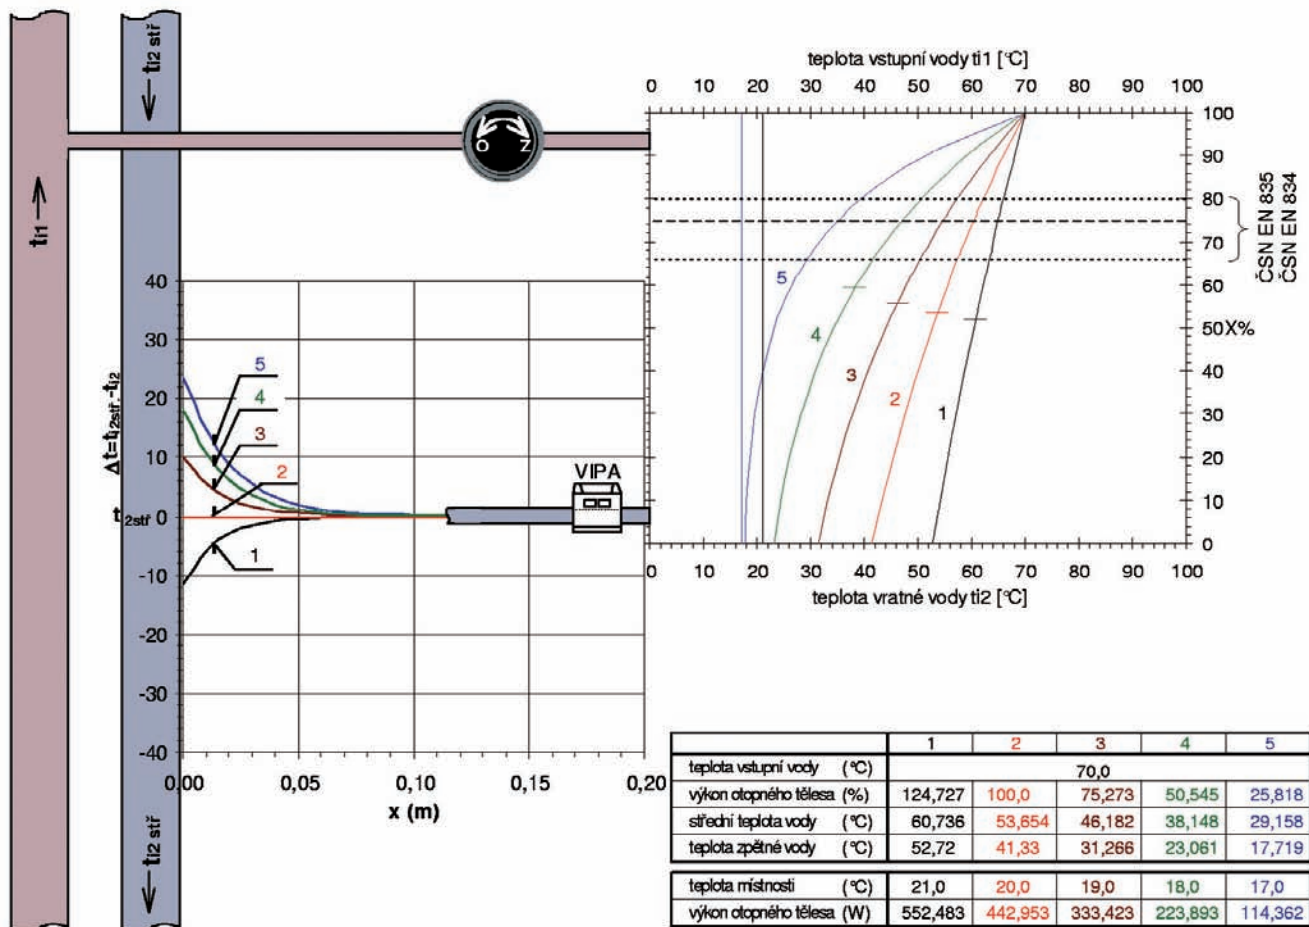 ti1
ti2 stř
ti2 stř
O Z
teplota vstupní vody ti1 [°C]
0 10 20 30 40 50 60 70 80 90 100
100
90
80
70
60
50X%
40
30
20
10
0
ČSN EN 835
ČSN EN 834
5
4
3
2
1
0 10 20 30 40 50 60 70 80 90 100
teplota vratné vody ti2 [°C]
Δt=ti2stř.-ti2
40
30
20
10
t 2stř 0
-10
-20
-30
-40
5
4
3
2
1
VIPA
0,00 0,05 0,10 0,15 0,20
x (m)
1 2 3 4 5
teplota vstupní vody (°C) 70,0
výkon otopného tělesa (%) 124,727 100,0 75,273 50,545 25,818
střední teplota vody (°C) 60,736 53,654 46,182 38,148 29,158
teplota zpětné vody (°C) 52,72 41,33 31,266 23,061 17,719
teplota místnosti (°C) 21,0 20,0 19,0 18,0 17,0
výkon otopného tělesa (W) 552,483 442,953 333,423 223,893 114,362